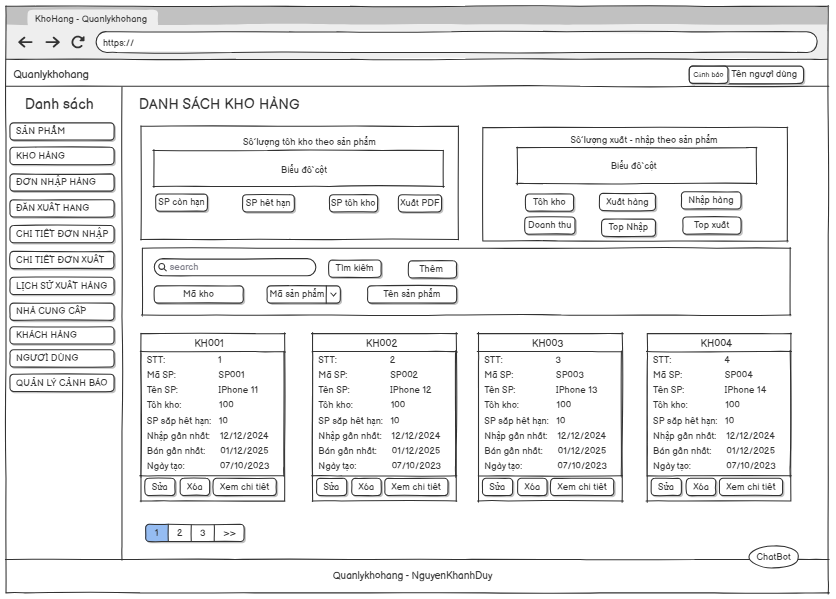 KhoHang - Quanlykhohang
https://
Quanlykhohang
Cảnh báo
Tên người dùng
Danh sách
SẢN PHẨM
KHO HÀNG
ĐƠN NHẬP HÀNG
ĐÂN XUẤT HANG
CHI TIẾT ĐƠN NHẬP
CHI TIẾT ĐƠN XUẤT
LỊCH SỬ XUẤT HÀNG
NHÀ CUNG CẤP
KHÁCH HÀNG
NGƯỜI DÙNG
QUẢN LÝ CẢNH BÁO
DANH SÁCH KHO HÀNG
Số lượng tồn kho theo sản phẩm
Biểu đồ cột
SP còn hạn
SP hết hạn
SP tồn kho
Xuất PDF
Số lượng xuất - nhập theo sản phẩm
Biểu đồ cột
Tồn kho
Xuất hàng
Nhập hàng
Doanh thu
Top Nhập
Top xuất
search
Tìm kiếm
Thêm
Mã kho
Mã sản phẩm
Tên sản phẩm
KH001
STT: 1
Mã SP: SP001
Tên SP: IPhone 11
Tồn kho: 100
SP sắp hết hạn: 10
Nhập gần nhất: 12/12/2024
Bán gần nhất: 01/12/2025
Ngày tạo: 07/10/2023
Sửa
Xóa
Xem chi tiết
KH002
STT: 2
Mã SP: SP002
Tên SP: IPhone 12
Tồn kho: 100
SP sắp hết hạn: 10
Nhập gần nhất: 12/12/2024
Bán gần nhất: 01/12/2025
Ngày tạo: 07/10/2023
Sửa
Xóa
Xem chi tiết
KH003
STT: 3
Mã SP: SP003
Tên SP: IPhone 13
Tồn kho: 100
SP sắp hết hạn: 10
Nhập gần nhất: 12/12/2024
Bán gần nhất: 01/12/2025
Ngày tạo: 07/10/2023
Sửa
Xóa
Xem chi tiết
KH004
STT: 4
Mã SP: SP004
Tên SP: IPhone 14
Tồn kho: 100
SP sắp hết hạn: 10
Nhập gần nhất: 12/12/2024
Bán gần nhất: 01/12/2025
Ngày tạo: 07/10/2023
Sửa
Xóa
Xem chi tiết
1 2 3 >>
ChatBot
Quanlykhohang - NguyenKhanhDuy